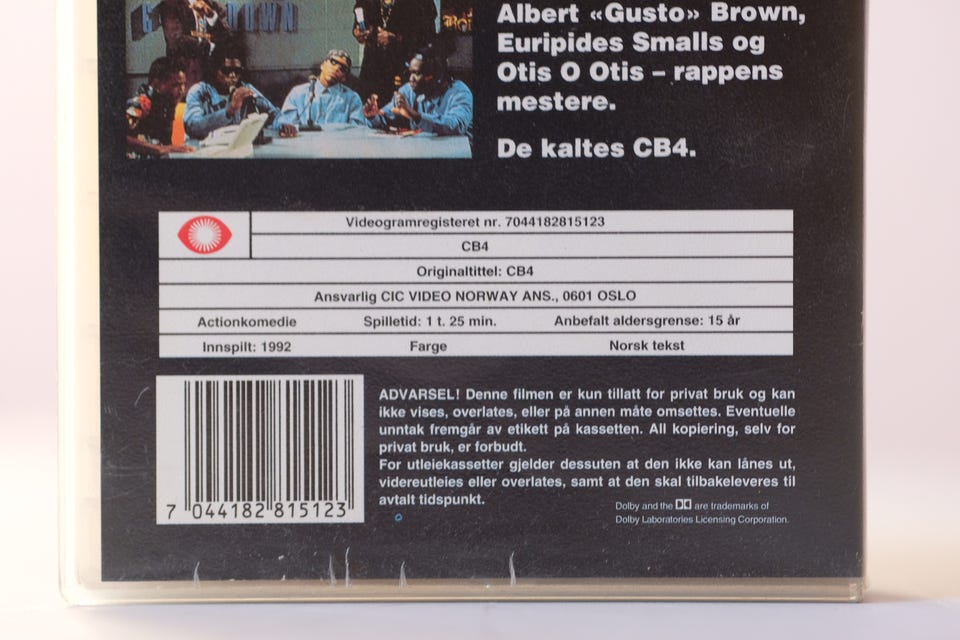 Albert «Gusto» Brown,
Euripides Smalls og
Otis O Otis – rappens
mestere.
De kaltes CB4.
Videogramregisteret nr. 7044182815123
CB4
Originaltittel: CB4
Ansvarlig CIC VIDEO NORWAY ANS., 0601 OSLO
Actionkomedie Spilletid: 1 t. 25 min. Anbefalt aldersgrense: 15 år
Innspilt: 1992 Farge Norsk tekst
ADVARSEL! Denne filmen er kun tillatt for privat bruk og kan
ikke vises, overlates, eller på annen måte omsettes. Eventuelle
unntak fremgår av etikett på kassetten. All kopiering, selv for
privat bruk, er forbudt.
For utleiekassetter gjelder dessuten at den ikke kan lånes ut,
videreutleies eller overlates, samt at den skal tilbakeleveres til
avtalt tidspunkt.
Dolby and the DD are trademarks of
Dolby Laboratories Licensing Corporation.
7 044182 815123